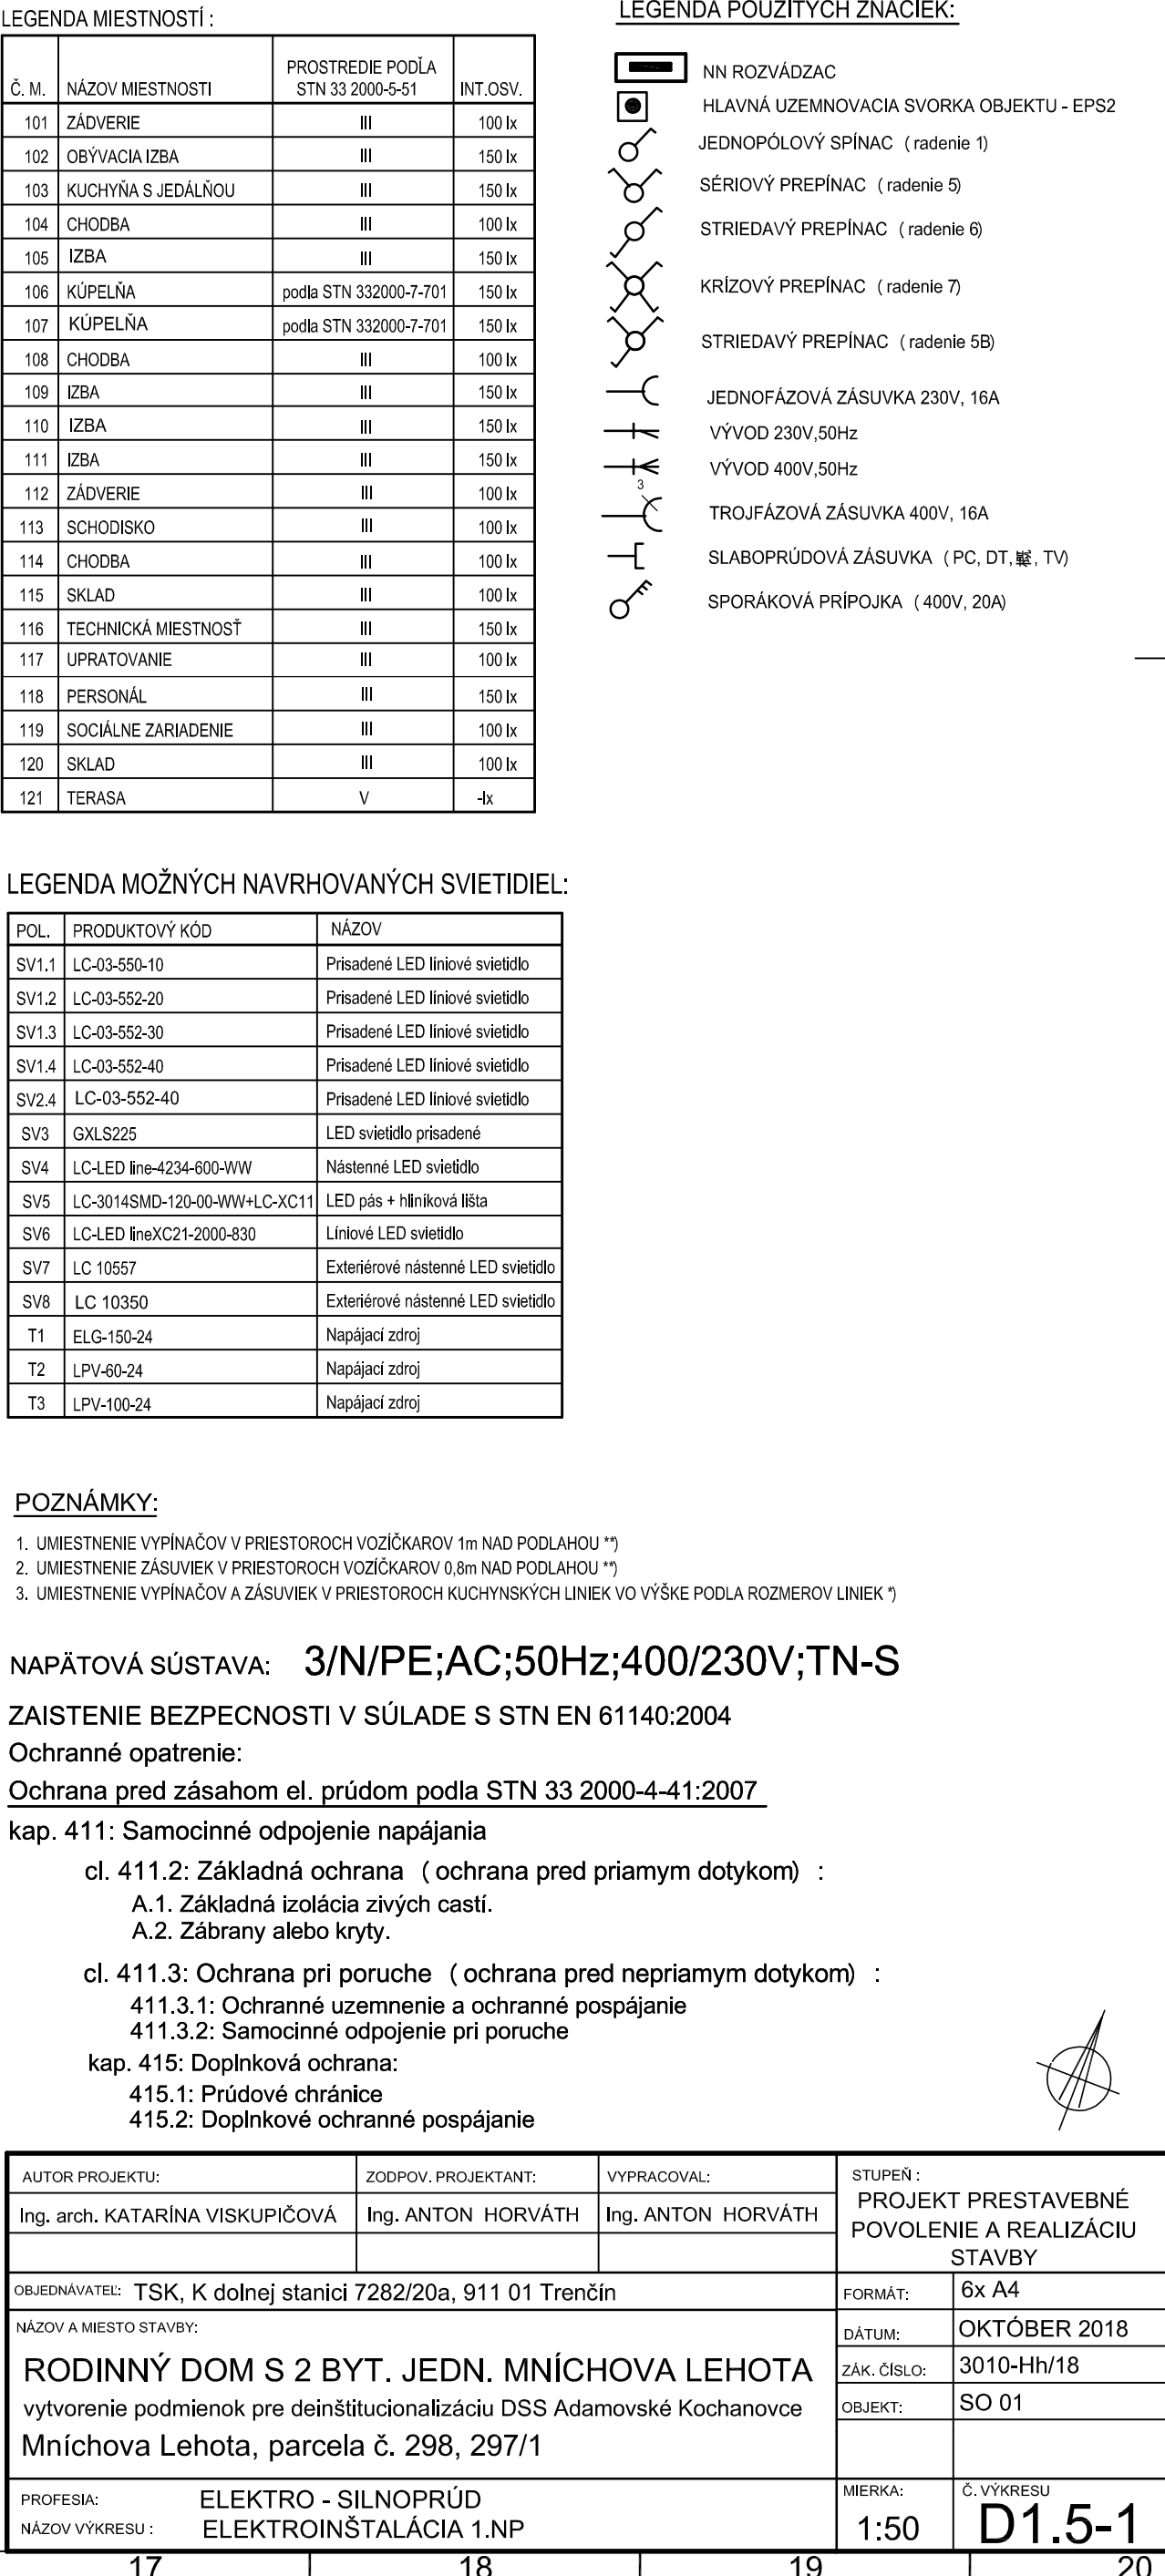 LEGENDA MIESTNOSTÍ :
Č. M. NÁZOV MIESTNOSTI PROSTREDIE PODĽA STN 33 2000-5-51 INT.OSV.
101 ZÁDVERIE III 100 lx
102 OBÝVACIA IZBA III 150 lx
103 KUCHYŇA S JEDÁLŇOU III 150 lx
104 CHODBA III 100 lx
105 IZBA III 150 lx
106 KÚPELŇA podla STN 332000-7-701 150 lx
107 KÚPELŇA podla STN 332000-7-701 150 lx
108 CHODBA III 100 lx
109 IZBA III 150 lx
110 IZBA III 150 lx
111 IZBA III 150 lx
112 ZÁDVERIE III 100 lx
113 SCHODISKO III 100 lx
114 CHODBA III 100 lx
115 SKLAD III 100 lx
116 TECHNICKÁ MIESTNOSŤ III 150 lx
117 UPRATOVANIE III 100 lx
118 PERSONÁL III 150 lx
119 SOCIÁLNE ZARIADENIE III 100 lx
120 SKLAD III 100 lx
121 TERASA V -lx
LEGENDA POUZITÝCH ZNACIEK:
NN ROZVÁDZAC
HLAVNÁ UZEMNOVACIA SVORKA OBJEKTU - EPS2
JEDNOPÓLOVÝ SPÍNAC ( radenie 1)
SÉRIOVÝ PREPÍNAC ( radenie 5)
STRIEDAVÝ PREPÍNAC ( radenie 6)
KRÍZOVÝ PREPÍNAC ( radenie 7)
STRIEDAVÝ PREPÍNAC ( radenie 5B)
JEDNOFÁZOVÁ ZÁSUVKA 230V, 16A
VÝVOD 230V,50Hz
VÝVOD 400V,50Hz
3
TROJFÁZOVÁ ZÁSUVKA 400V, 16A
SLABOPRÚDOVÁ ZÁSUVKA ( PC, DT, , TV)
SPORÁKOVÁ PRÍPOJKA ( 400V, 20A)
LEGENDA MOŽNÝCH NAVRHOVANÝCH SVIETIDIEL:
POL. PRODUKTOVÝ KÓD NÁZOV
SV1.1 LC-03-550-10 Prisadené LED líniové svietidlo
SV1.2 LC-03-552-20 Prisadené LED líniové svietidlo
SV1.3 LC-03-552-30 Prisadené LED líniové svietidlo
SV1.4 LC-03-552-40 Prisadené LED líniové svietidlo
SV2.4 LC-03-552-40 Prisadené LED líniové svietidlo
SV3 GXLS225 LED svietidlo prisadené
SV4 LC-LED line-4234-600-WW Nástenné LED svietidlo
SV5 LC-3014SMD-120-00-WW+LC-XC11 LED pás + hliníková lišta
SV6 LC-LED lineXC21-2000-830 Líniové LED svietidlo
SV7 LC 10557 Exteriérové nástenné LED svietidlo
SV8 LC 10350 Exteriérové nástenné LED svietidlo
T1 ELG-150-24 Napájací zdroj
T2 LPV-60-24 Napájací zdroj
T3 LPV-100-24 Napájací zdroj
POZNÁMKY:
1. UMIESTNENIE VYPÍNAČOV V PRIESTOROCH VOZÍČKAROV 1m NAD PODLAHOU **)
2. UMIESTNENIE ZÁSUVIEK V PRIESTOROCH VOZÍČKAROV 0,8m NAD PODLAHOU **)
3. UMIESTNENIE VYPÍNAČOV A ZÁSUVIEK V PRIESTOROCH KUCHYNSKÝCH LINIEK VO VÝŠKE PODLA ROZMEROV LINIEK *)
NAPÄTOVÁ SÚSTAVA: 3/N/PE;AC;50Hz;400/230V;TN-S
ZAISTENIE BEZPECNOSTI V SÚLADE S STN EN 61140:2004
Ochranné opatrenie:
Ochrana pred zásahom el. prúdom podla STN 33 2000-4-41:2007
kap. 411: Samocinné odpojenie napájania
cl. 411.2: Základná ochrana ( ochrana pred priamym dotykom) :
A.1. Základná izolácia zivých castí.
A.2. Zábrany alebo kryty.
cl. 411.3: Ochrana pri poruche ( ochrana pred nepriamym dotykom) :
411.3.1: Ochranné uzemnenie a ochranné pospájanie
411.3.2: Samocinné odpojenie pri poruche
kap. 415: Doplnková ochrana:
415.1: Prúdové chránice
415.2: Doplnkové ochranné pospájanie
AUTOR PROJEKTU: ZODPOV. PROJEKTANT: VYPRACOVAL:
Ing. arch. KATARÍNA VISKUPIČOVÁ Ing. ANTON HORVÁTH Ing. ANTON HORVÁTH
STUPEŇ :
PROJEKT PRESTAVEBNÉ
POVOLENIE A REALIZÁCIU
STAVBY
OBJEDNÁVATEĽ: TSK, K dolnej stanici 7282/20a, 911 01 Trenčín
FORMÁT: 6x A4
NÁZOV A MIESTO STAVBY:
DÁTUM: OKTÓBER 2018
RODINNÝ DOM S 2 BYT. JEDN. MNÍCHOVA LEHOTA
ZÁK. ČÍSLO: 3010-Hh/18
vytvorenie podmienok pre deinštitucionalizáciu DSS Adamovské Kochanovce
OBJEKT: SO 01
Mníchova Lehota, parcela č. 298, 297/1
PROFESIA: ELEKTRO - SILNOPRÚD
NÁZOV VÝKRESU : ELEKTROINŠTALÁCIA 1.NP
MIERKA: 1:50
Č. VÝKRESU D1.5-1
17 18 19 20